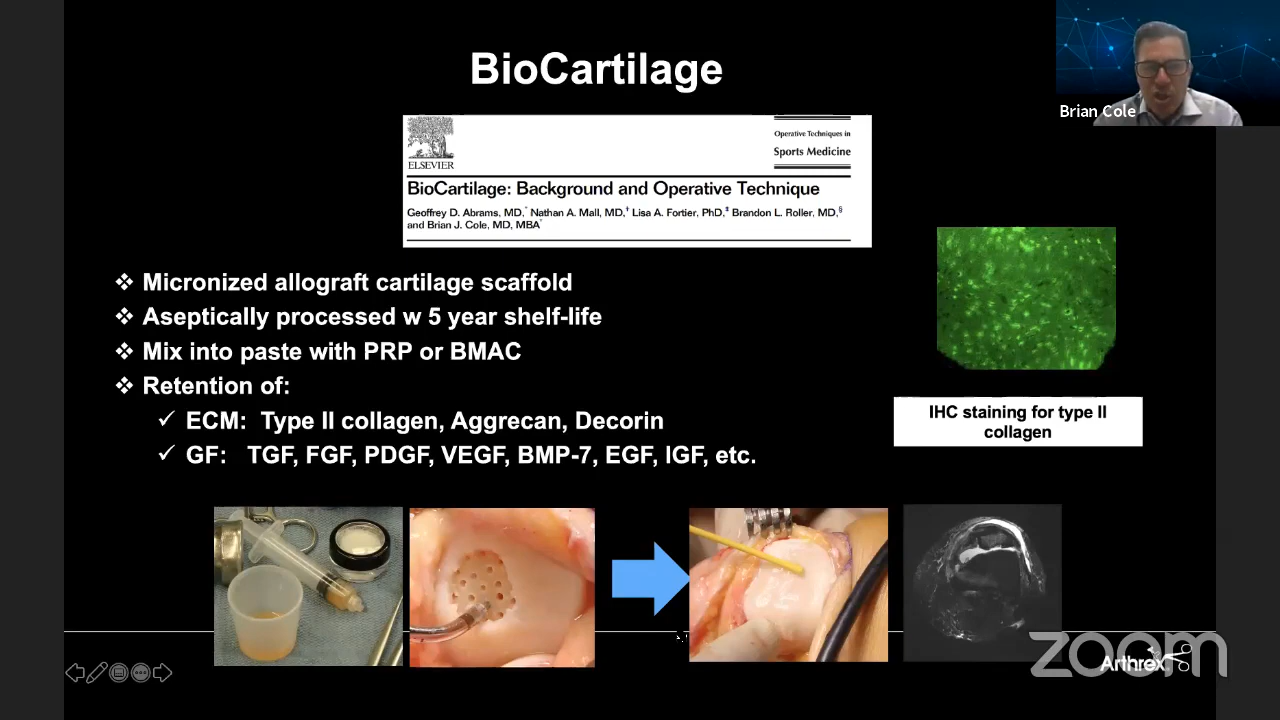 BioCartilage
Brian Cole
ELSEVIER
Operative Techniques in
Sports Medicine
BioCartilage: Background and Operative Technique
Geoffrey D. Abrams, MD,* Nathan A. Mall, MD,† Lisa A. Fortier, PhD,‡ Brandon L. Roller, MD,§
and Brian J. Cole, MD, MBA*
❖ Micronized allograft cartilage scaffold
❖ Aseptically processed w 5 year shelf-life
❖ Mix into paste with PRP or BMAC
❖ Retention of:
✓ ECM: Type II collagen, Aggrecan, Decorin
✓ GF: TGF, FGF, PDGF, VEGF, BMP-7, EGF, IGF, etc.
IHC staining for type II
collagen
zoom
Arthrex